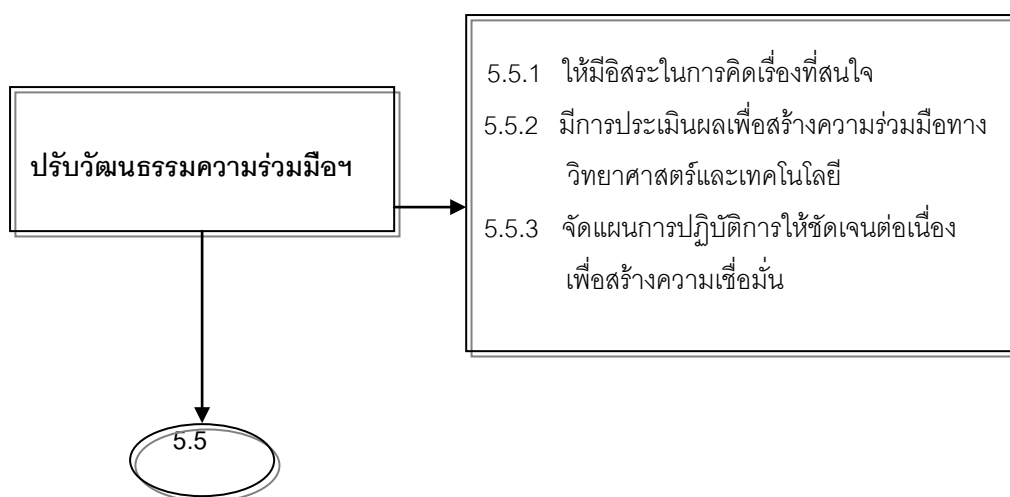 ปรับวัฒนธรรมความร่วมมือฯ
5.5.1 ให้มีอิสระในการคิดเรื่องที่สนใจ
5.5.2 มีการประเมินผลเพื่อสร้างความร่วมมือทาง
วิทยาศาสตร์และเทคโนโลยี
5.5.3 จัดแผนการปฏิบัติการให้ชัดเจนต่อเนื่อง
เพื่อสร้างความเชื่อมั่น
5.5